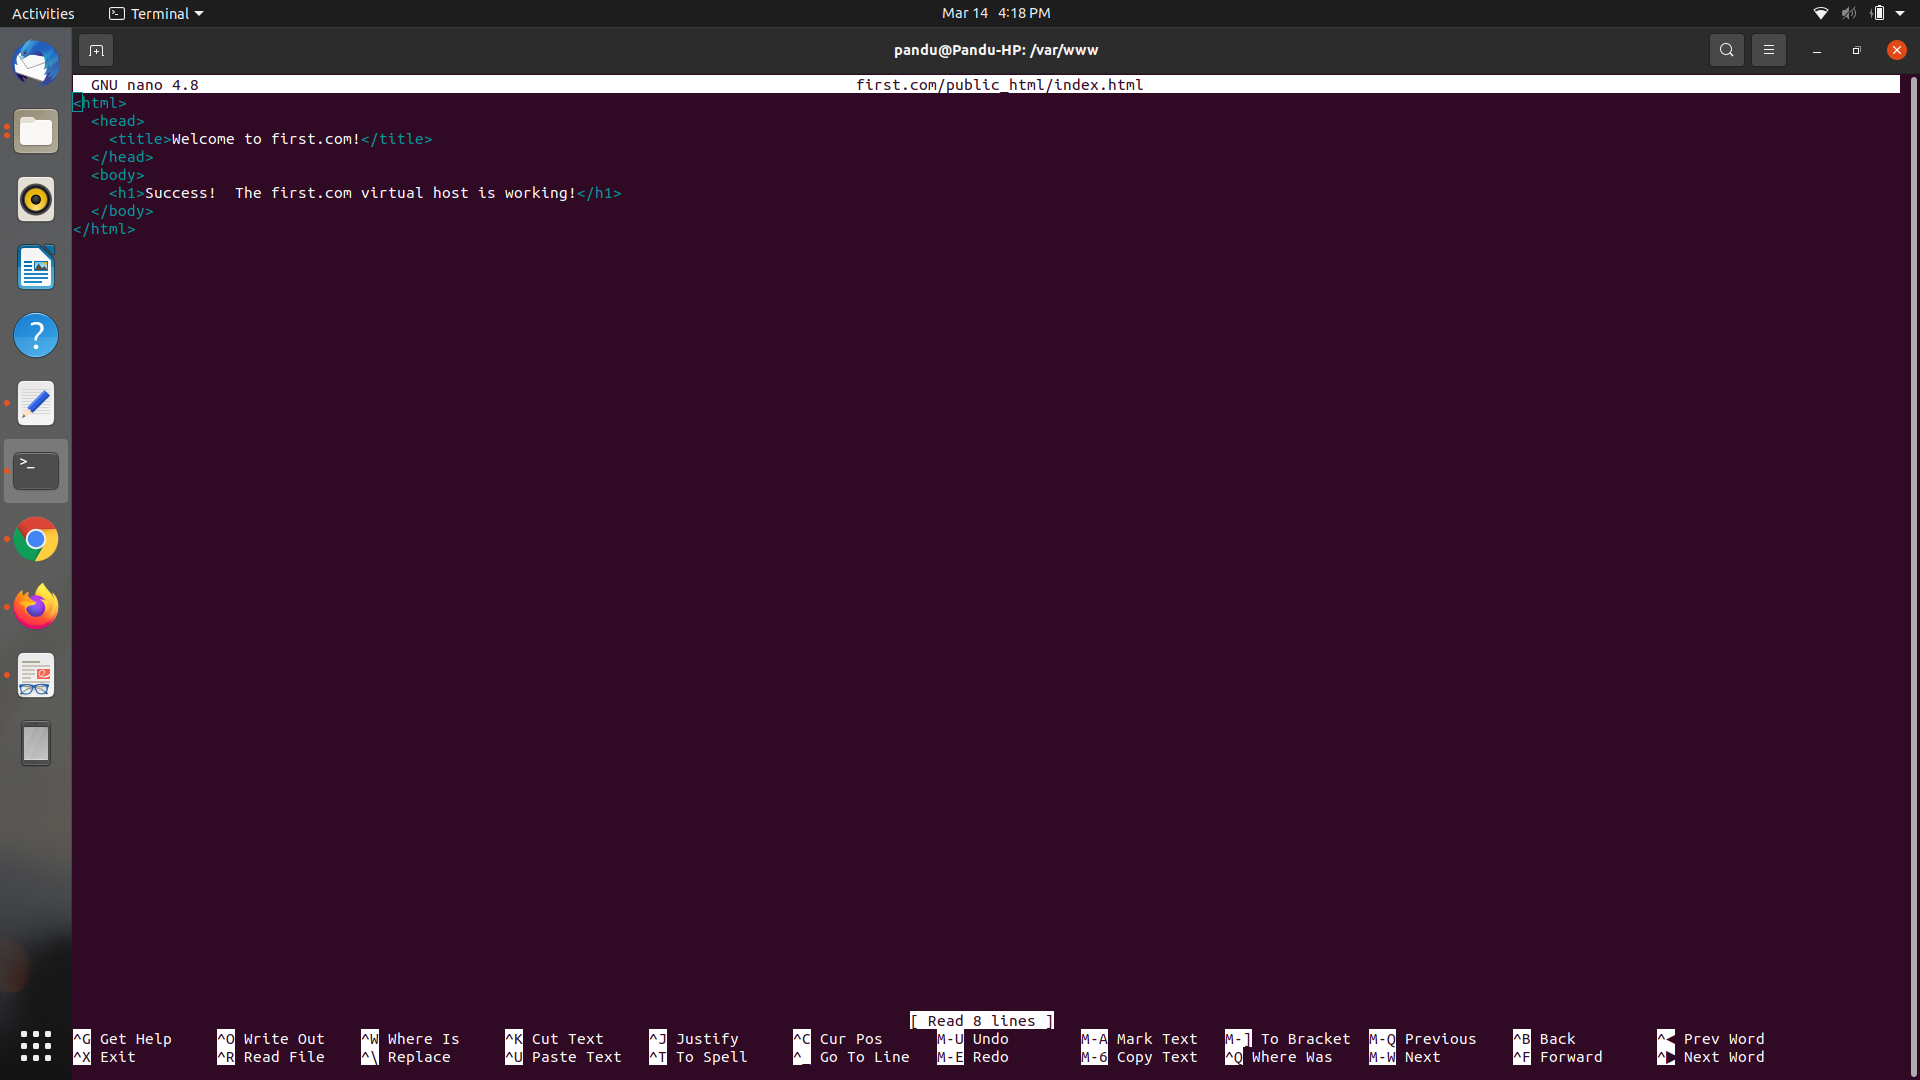 Activities Terminal Mar 14 4:18 PM
pandu@Pandu-HP: /var/www
GNU nano 4.8 first.com/public_html/index.html
<html>
  <head>
    <title>Welcome to first.com!</title>
  </head>
  <body>
    <h1>Success!  The first.com virtual host is working!</h1>
  </body>
</html>
[ Read 8 lines ]
^G Get Help ^O Write Out ^W Where Is ^K Cut Text ^J Justify ^C Cur Pos M-U Undo M-A Mark Text M-] To Bracket M-Q Previous ^B Back ^◀ Prev Word
^X Exit ^R Read File ^\ Replace ^U Paste Text ^T To Spell ^_ Go To Line M-E Redo M-6 Copy Text ^Q Where Was M-W Next ^F Forward ^▶ Next Word